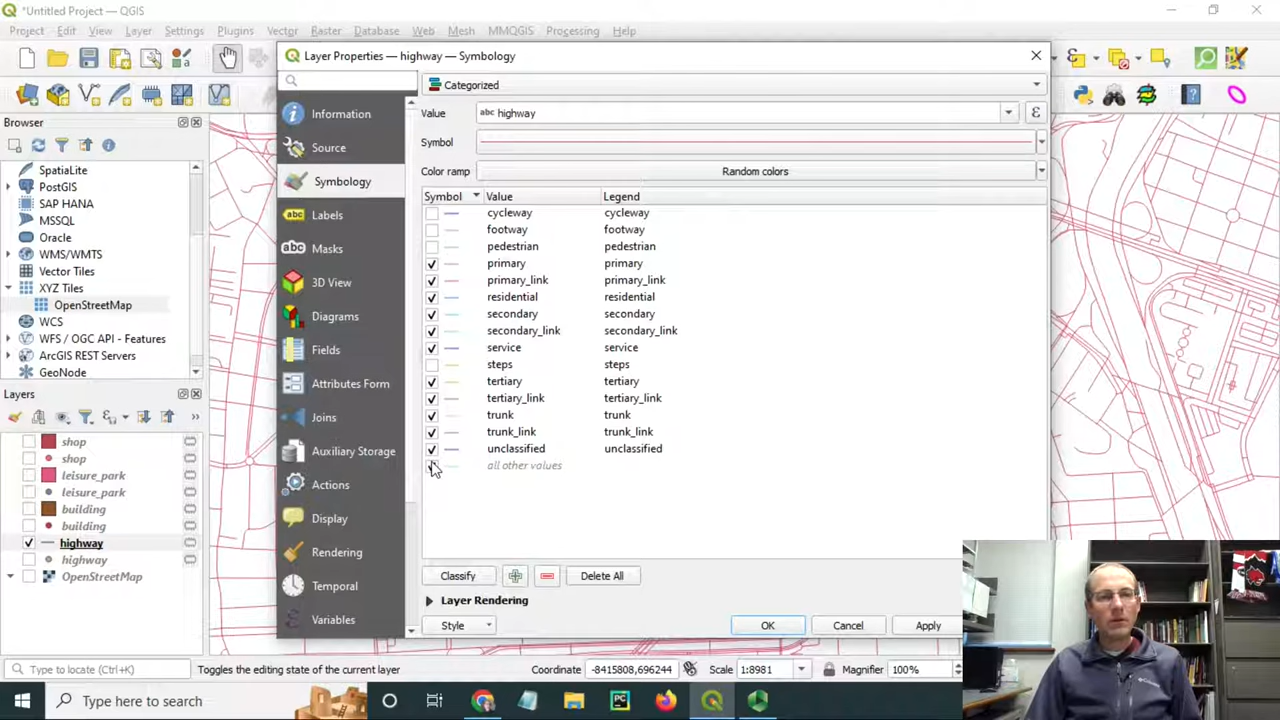 *Untitled Project — QGIS
Project Edit View Layer Settings Plugins Vector Raster Database Web Mesh MMQGIS Processing Help
Layer Properties — highway — Symbology
Browser
SpatiaLite
PostGIS
SAP HANA
MSSQL
Oracle
WMS/WMTS
Vector Tiles
XYZ Tiles
OpenStreetMap
WCS
WFS / OGC API - Features
ArcGIS REST Servers
GeoNode
Layers
shop
shop
leisure_park
leisure_park
building
building
highway
highway
OpenStreetMap
Information
Source
Symbology
Labels
Masks
3D View
Diagrams
Fields
Attributes Form
Joins
Auxiliary Storage
Actions
Display
Rendering
Temporal
Variables
Categorized
Value abc highway ε
Symbol
Color ramp Random colors
Symbol Value Legend
cycleway cycleway
footway footway
pedestrian pedestrian
primary primary
primary_link primary_link
residential residential
secondary secondary
secondary_link secondary_link
service service
steps steps
tertiary tertiary
tertiary_link tertiary_link
trunk trunk
trunk_link trunk_link
unclassified unclassified
all other values
Classify Delete All
Layer Rendering
Style OK Cancel Apply
Type to locate (Ctrl+K) Toggles the editing state of the current layer Coordinate -8415808,696244 Scale 1:8981 Magnifier 100%
Type here to search